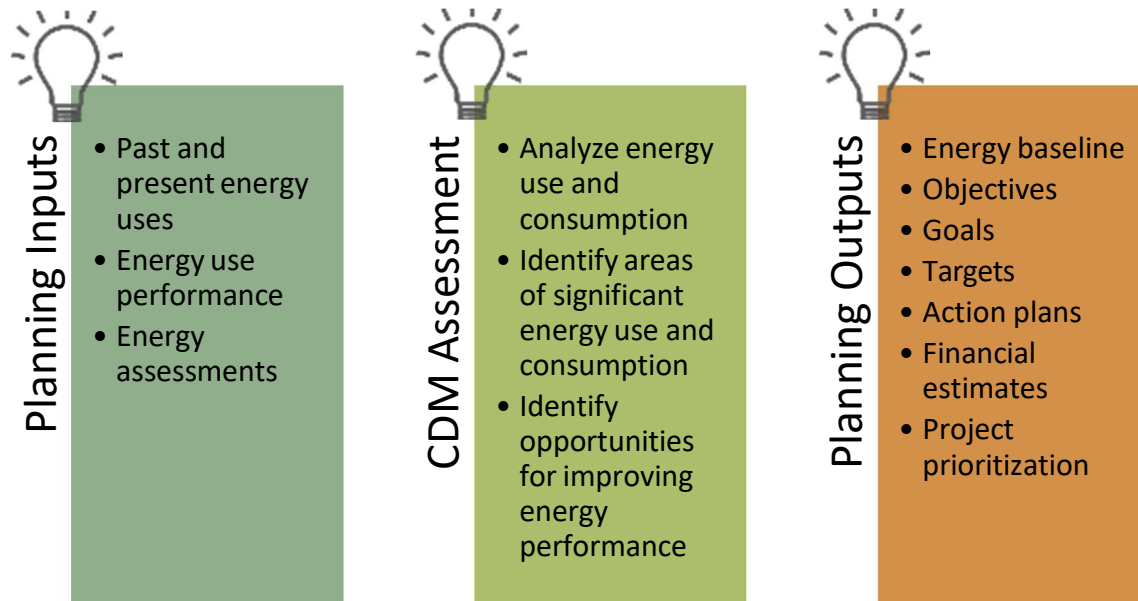 Planning Inputs
• Past and
present energy
uses
• Energy use
performance
• Energy
assessments
CDM Assessment
• Analyze energy
use and
consumption
• Identify areas
of significant
energy use and
consumption
• Identify
opportunities
for improving
energy
performance
Planning Outputs
• Energy baseline
• Objectives
• Goals
• Targets
• Action plans
• Financial
estimates
• Project
prioritization